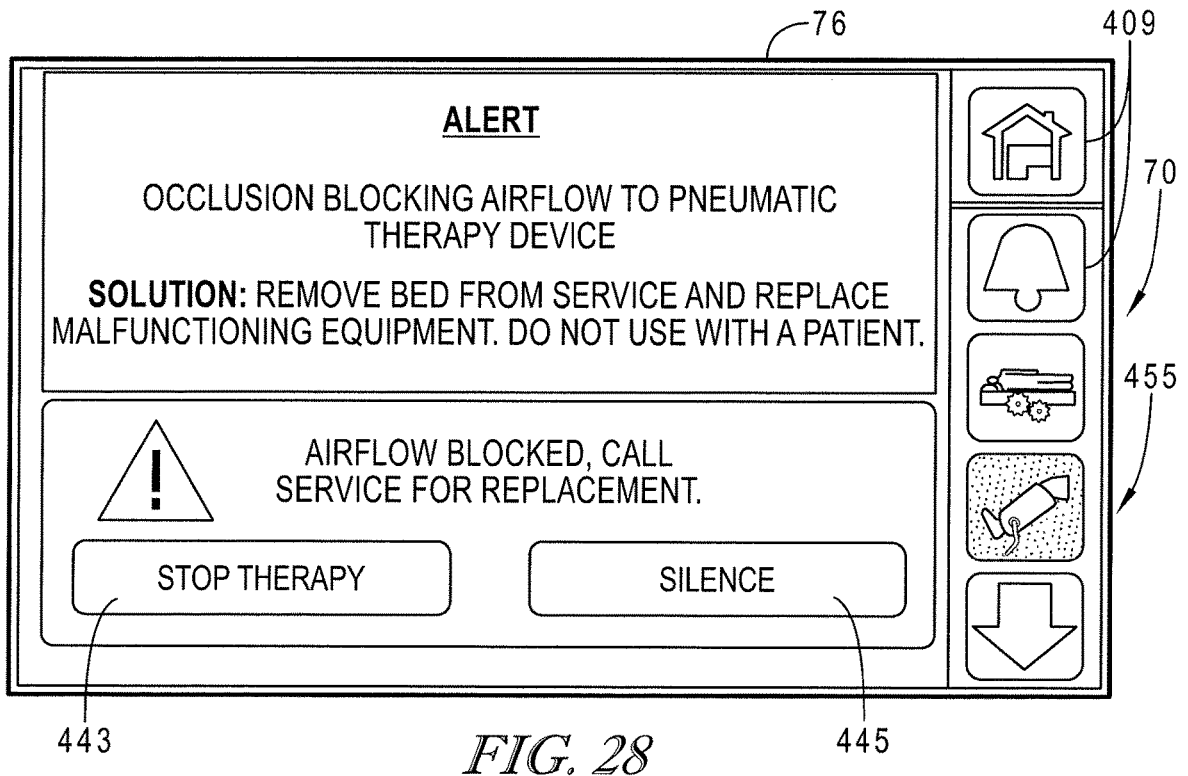 76
409
ALERT
70
OCCLUSION BLOCKING AIRFLOW TO PNEUMATIC
THERAPY DEVICE
SOLUTION: REMOVE BED FROM SERVICE AND REPLACE
MALFUNCTIONING EQUIPMENT. DO NOT USE WITH A PATIENT.
455
!
AIRFLOW BLOCKED, CALL
SERVICE FOR REPLACEMENT.
STOP THERAPY
SILENCE
443
445
FIG. 28